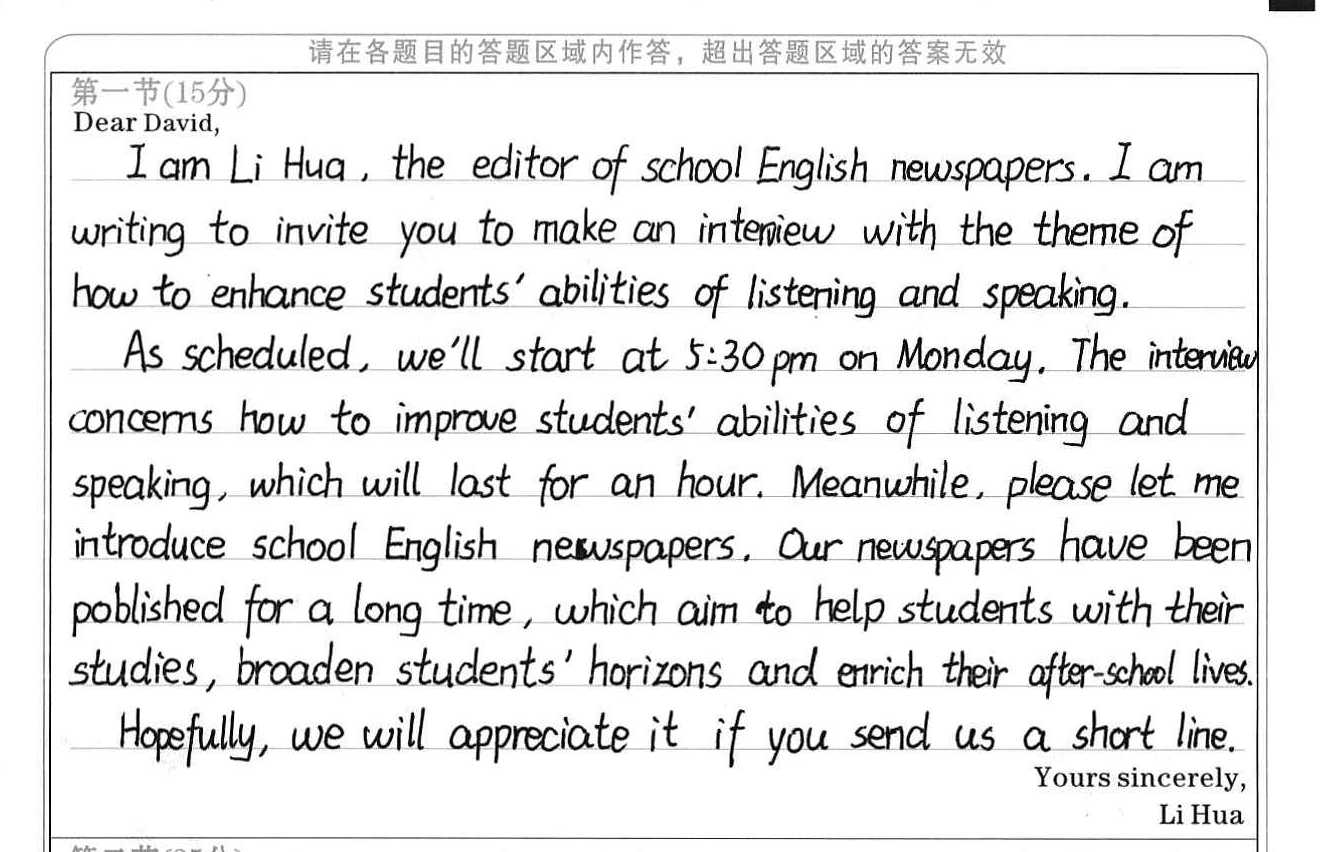 请在各题目的答题区域内作答，超出答题区域的答案无效
第一节(15分)
Dear David,
I am Li Hua, the editor of school English newspapers. I am
writing to invite you to make an interview with the theme of
how to enhance students' abilities of listening and speaking.
As scheduled, we'll start at 5:30 pm on Monday. The interview
concerns how to improve students' abilities of listening and
speaking, which will last for an hour. Meanwhile, please let me
introduce school English newspapers. Our newspapers have been
poblished for a long time, which aim to help students with their
studies, broaden students' horizons and enrich their after-school lives.
Hopefully, we will appreciate it if you send us a short line.
Yours sincerely,
Li Hua